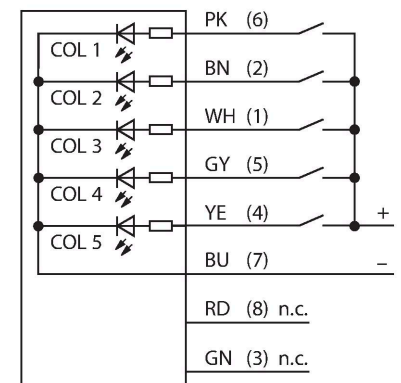 PK (6)
COL 1
BN (2)
COL 2
WH (1)
COL 3
GY (5)
COL 4
YE (4)
+
COL 5
BU (7)
–
RD (8) n.c.
GN (3) n.c.